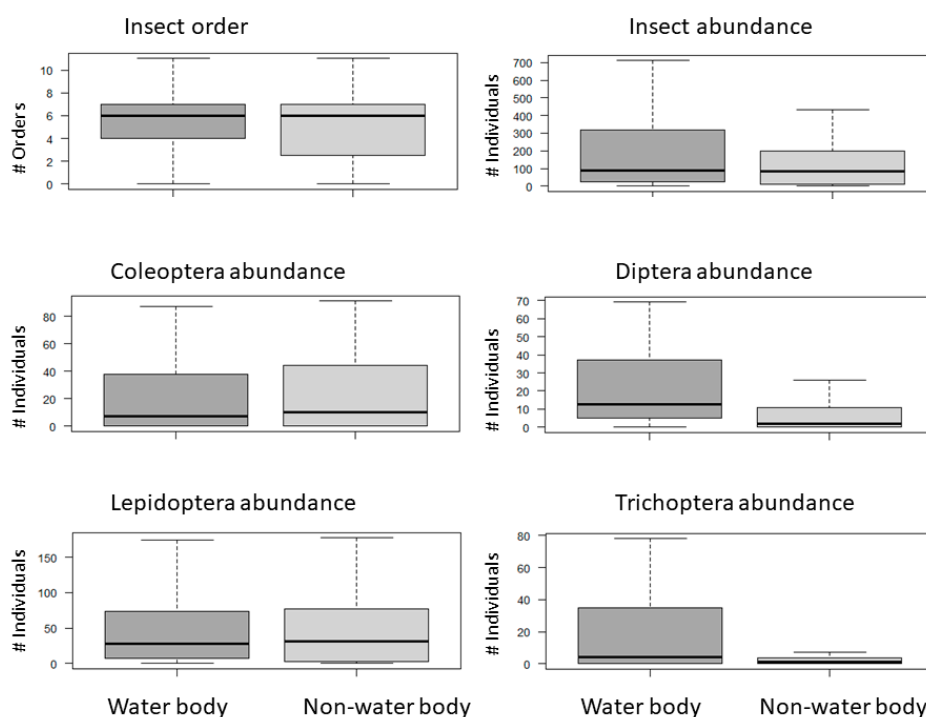 Insect order
# Orders
10
8
6
4
2
0
Insect abundance
# Individuals
700
600
500
400
300
200
100
0
Coleoptera abundance
# Individuals
80
60
40
20
0
Diptera abundance
# Individuals
70
60
50
40
30
20
10
0
Lepidoptera abundance
# Individuals
150
100
50
0
Trichoptera abundance
# Individuals
80
60
40
20
0
Water body
Non-water body
Water body
Non-water body